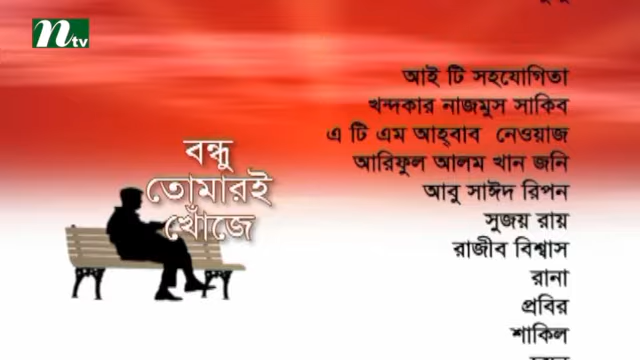 ntv
বন্ধু
তোমারই
খোঁজে
আই টি সহযোগিতা
খন্দকার নাজমুস সাকিব
এ টি এম আহ্‌বাব নেওয়াজ
আরিফুল আলম খান জনি
আবু সাঈদ রিপন
সুজয় রায়
রাজীব বিশ্বাস
রানা
প্রবির
শাকিল